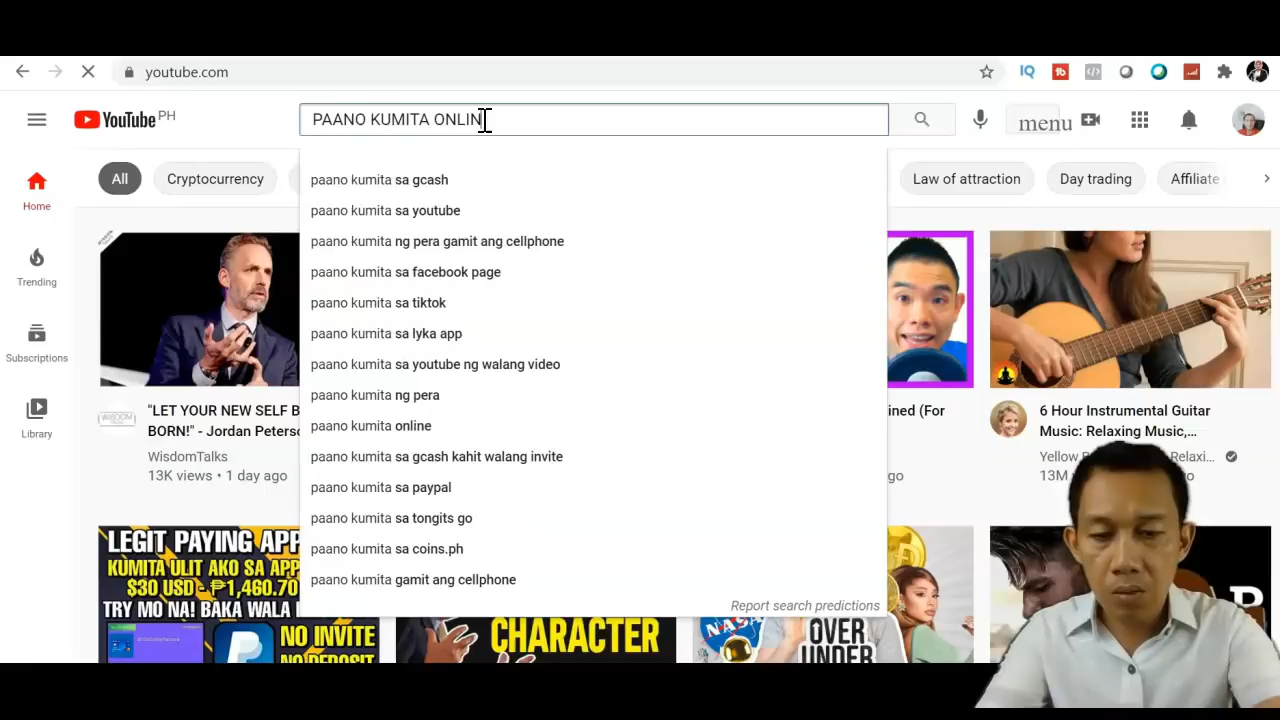 youtube.com
YouTube PH
PAANO KUMITA ONLIN
menu
All
Cryptocurrency
Law of attraction
Day trading
Affiliate
Home
Trending
Subscriptions
Library
paano kumita sa gcash
paano kumita sa youtube
paano kumita ng pera gamit ang cellphone
paano kumita sa facebook page
paano kumita sa tiktok
paano kumita sa lyka app
paano kumita sa youtube ng walang video
paano kumita ng pera
paano kumita online
paano kumita sa gcash kahit walang invite
paano kumita sa paypal
paano kumita sa tongits go
paano kumita sa coins.ph
paano kumita gamit ang cellphone
Report search predictions
"LET YOUR NEW SELF B
BORN!" - Jordan Peters
WisdomTalks
13K views • 1 day ago
ined (For
go
6 Hour Instrumental Guitar
Music: Relaxing Music,...
Yellow B
Relaxi...
13M
go
LEGIT PAYING APP
KUMITA ULIT AKO SA
$30 USD - ₱1,460.70
TRY MO NA! BAKA WALA
NO INVITE
CHARACTER
NASA
OVER
UNDER
IQ
tb
WISDOM